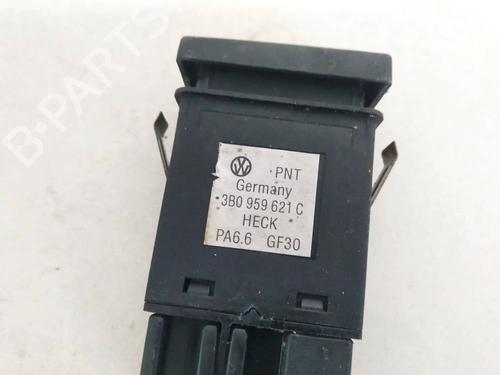 PNT
Germany
3B0 959 621 C
HECK
PA6.6 GF30
B-PARTS